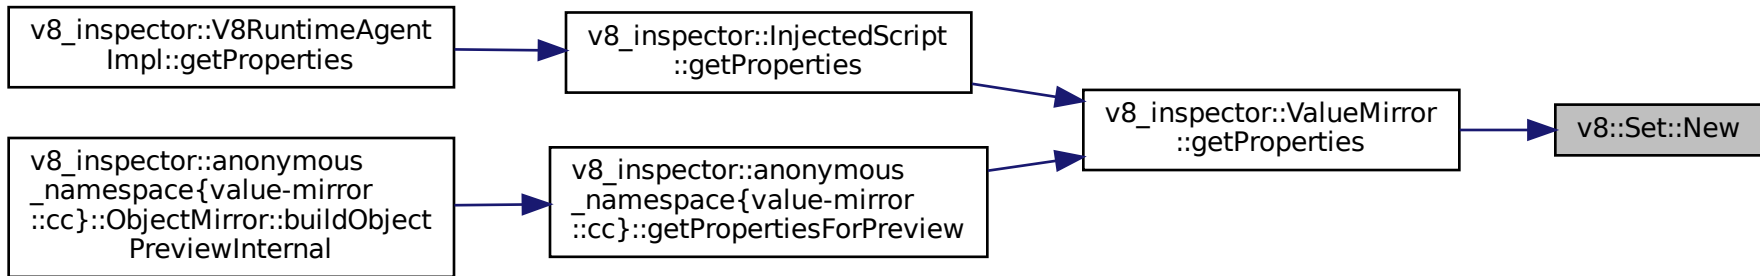 v8_inspector::V8RuntimeAgent
Impl::getProperties
v8_inspector::InjectedScript
::getProperties
v8_inspector::ValueMirror
::getProperties
v8::Set::New
v8_inspector::anonymous
_namespace{value-mirror
::cc}::ObjectMirror::buildObject
PreviewInternal
v8_inspector::anonymous
_namespace{value-mirror
::cc}::getPropertiesForPreview